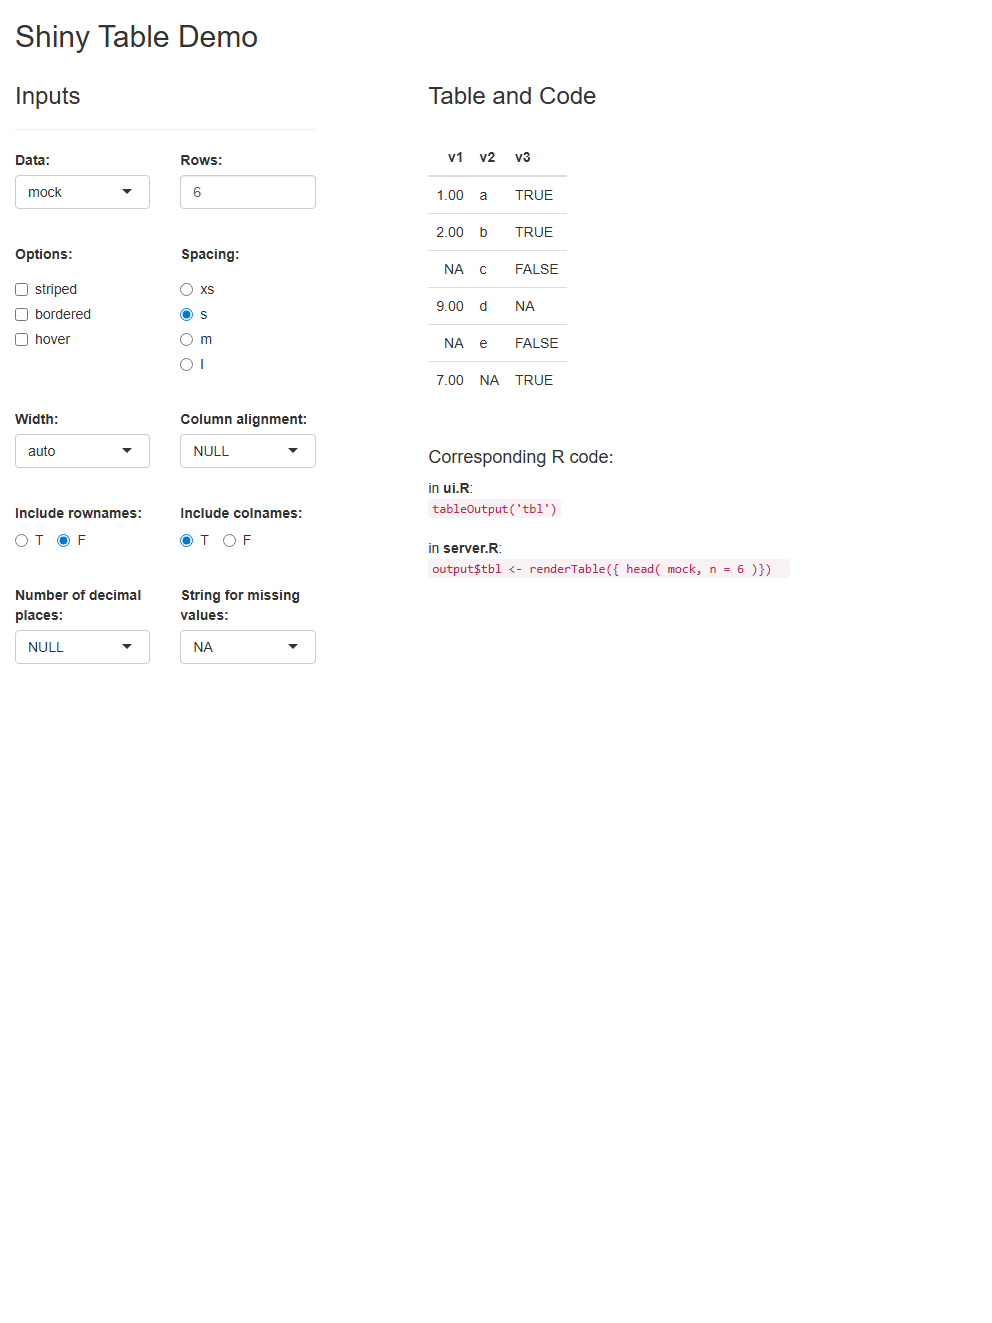 Shiny Table Demo
Inputs
Data:
mock
Rows:
6
Options:
striped
bordered
hover
Spacing:
xs
s
m
l
Width:
auto
Column alignment:
NULL
Include rownames:
T F
Include colnames:
T F
Number of decimal
places:
NULL
String for missing
values:
NA
Table and Code
v1 v2 v3
1.00 a TRUE
2.00 b TRUE
NA c FALSE
9.00 d NA
NA e FALSE
7.00 NA TRUE
Corresponding R code:
in ui.R:
tableOutput('tbl')
in server.R:
output$tbl <- renderTable({ head( mock, n = 6 )})